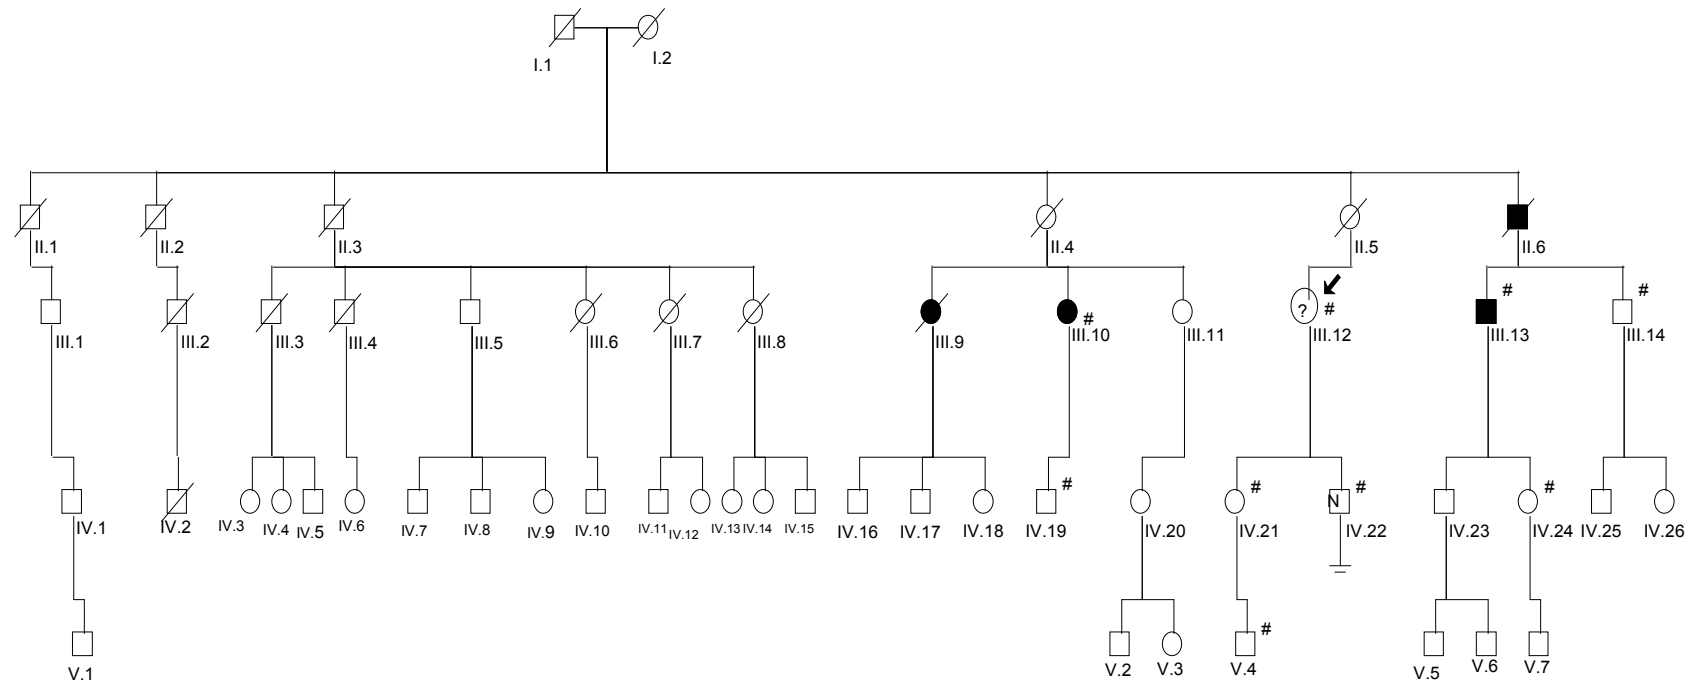 I.1 I.2
II.1 II.2 II.3 II.4 II.5 II.6
? # # #
#
III.1 III.2 III.3 III.4 III.5 III.6 III.7 III.8 III.9 III.10 III.11 III.12 III.13 III.14
# # N # #
IV.1 IV.2 IV.3 IV.4 IV.5 IV.6 IV.7 IV.8 IV.9 IV.10 IV.11 IV.12 IV.13 IV.14 IV.15 IV.16 IV.17 IV.18 IV.19 IV.20 IV.21 IV.22 IV.23 IV.24 IV.25 IV.26
#
V.1 V.2 V.3 V.4 V.5 V.6 V.7